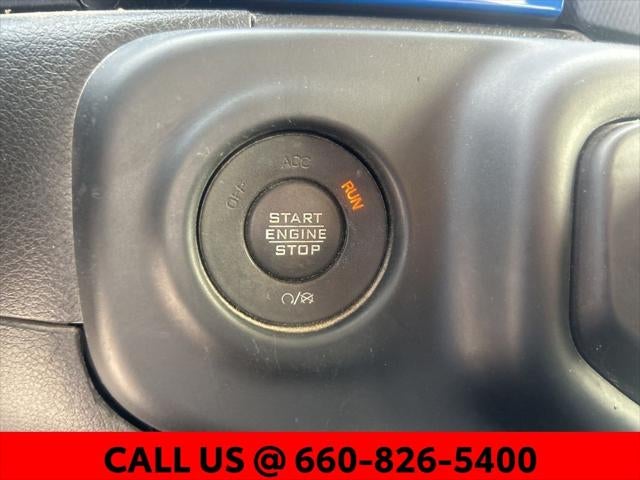 OFF ACC RUN
START
ENGINE
STOP
CALL US @ 660-826-5400